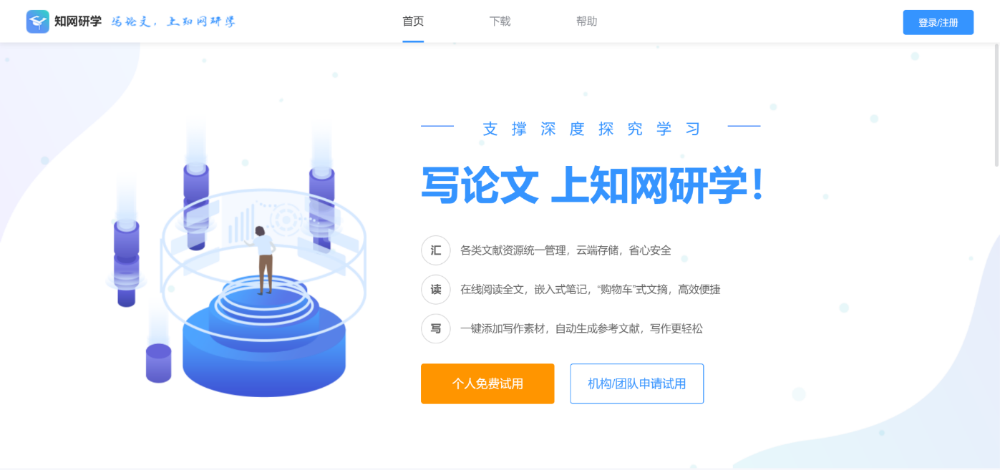 知网研学 写论文，上知网研学 首页 下载 帮助 登录/注册
支撑深度探究学习
写论文 上知网研学！
汇 各类文献资源统一管理，云端存储，省心安全
读 在线阅读全文，嵌入式笔记，“购物车”式文摘，高效便捷
写 一键添加写作素材，自动生成参考文献，写作更轻松
个人免费试用 机构/团队申请试用